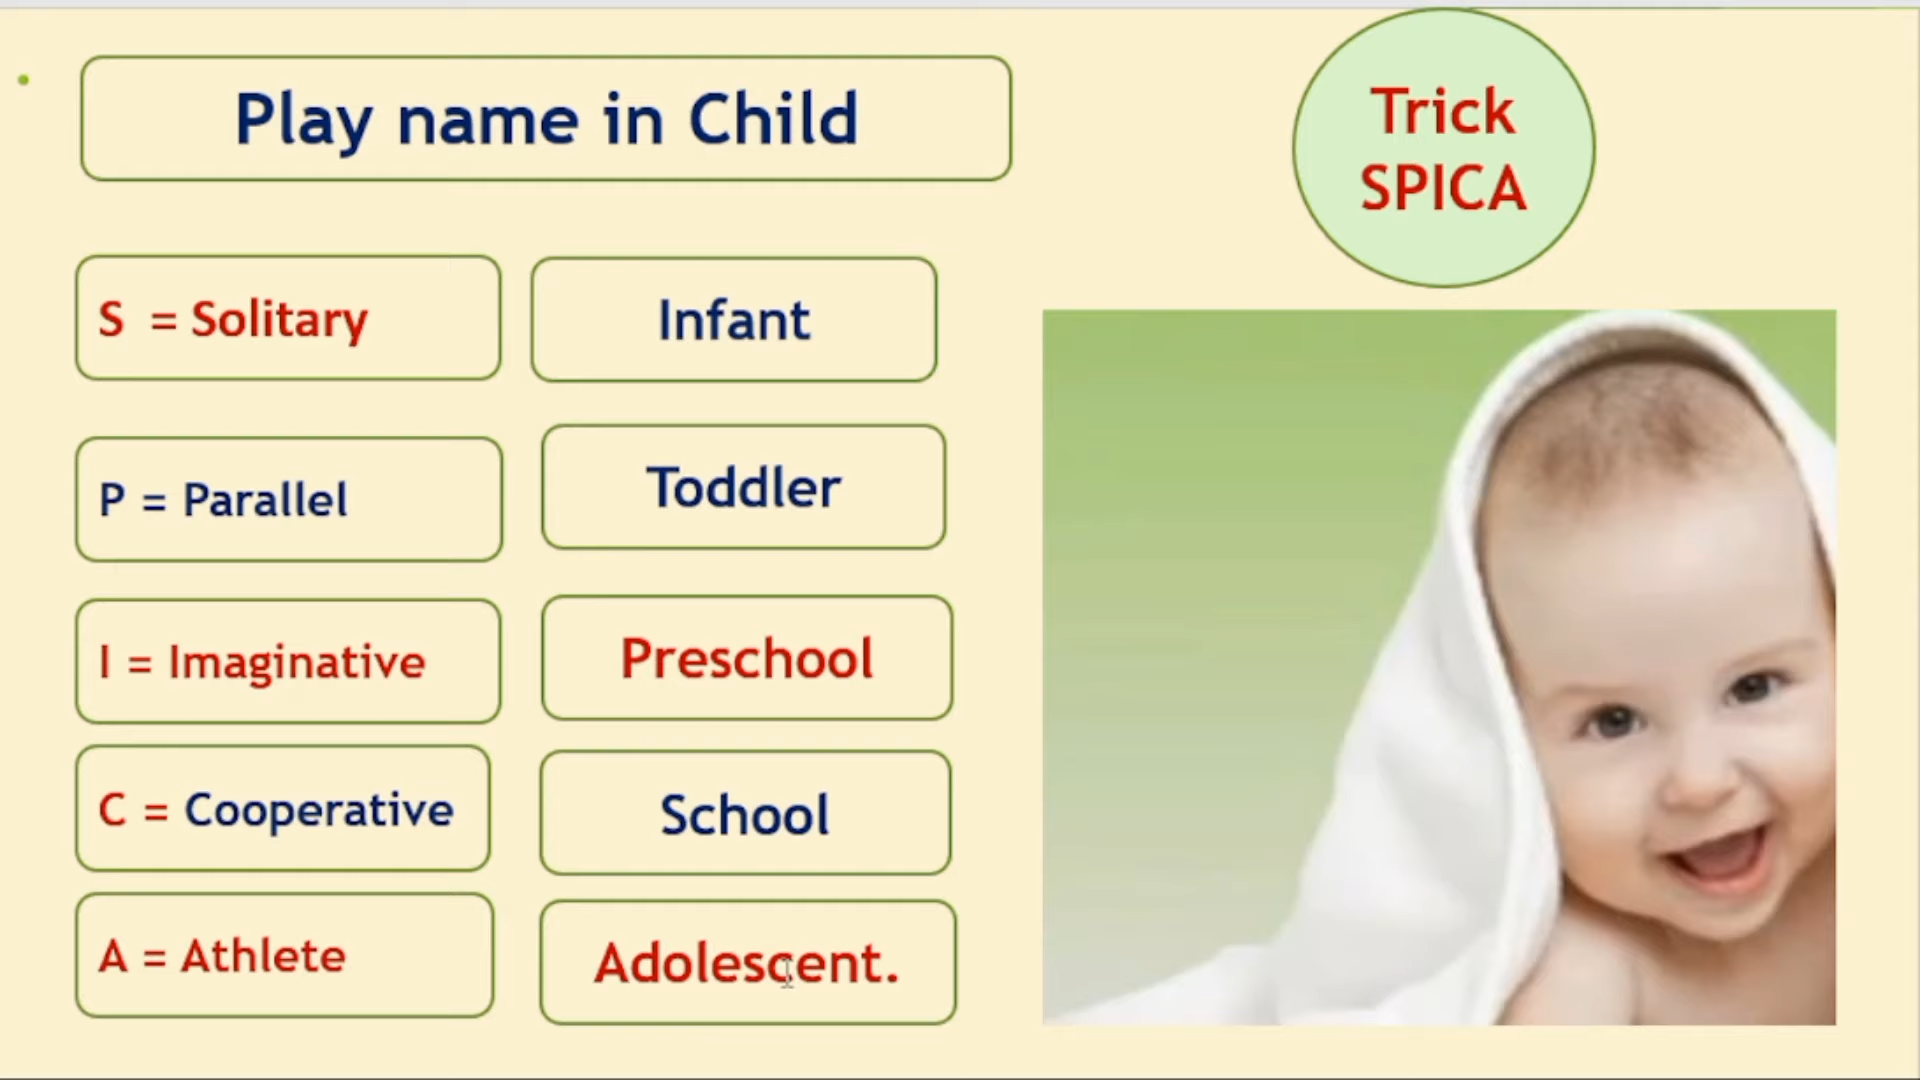 Play name in Child
Trick
SPICA
S = Solitary
Infant
P = Parallel
Toddler
I = Imaginative
Preschool
C = Cooperative
School
A = Athlete
Adolescent.